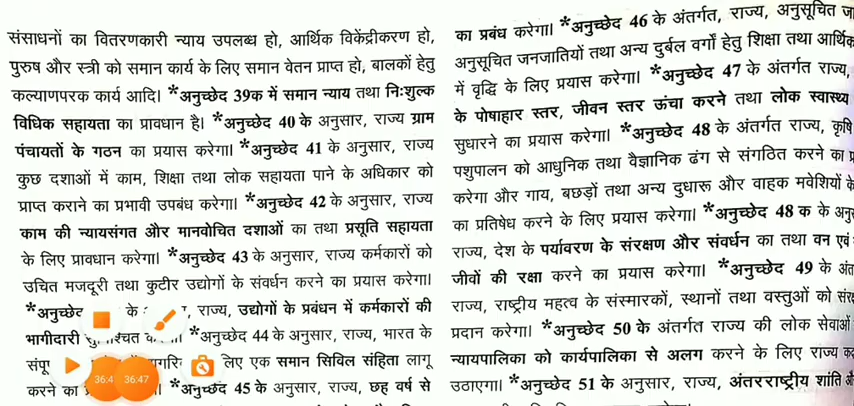 संसाधनों का वितरणकारी न्याय उपलब्ध हो, आर्थिक विकेंद्रीकरण हो,
पुरुष और स्त्री को समान कार्य के लिए समान वेतन प्राप्त हो, बालकों हेतु
कल्याणपरक कार्य आदि। *अनुच्छेद 39क में समान न्याय तथा निःशुल्क
विधिक सहायता का प्रावधान है। *अनुच्छेद 40 के अनुसार, राज्य ग्राम
पंचायतों के गठन का प्रयास करेगा। *अनुच्छेद 41 के अनुसार, राज्य
कुछ दशाओं में काम, शिक्षा तथा लोक सहायता पाने के अधिकार को
प्राप्त कराने का प्रभावी उपबंध करेगा। *अनुच्छेद 42 के अनुसार, राज्य
काम की न्यायसंगत और मानवोचित दशाओं का तथा प्रसूति सहायता
के लिए प्रावधान करेगा। *अनुच्छेद 43 के अनुसार, राज्य कर्मकारों को
उचित मजदूरी तथा कुटीर उद्योगों के संवर्धन करने का प्रयास करेगा।
*अनुच्छेद के राज्य, उद्योगों के प्रबंधन में कर्मकारों की
भागीदारी *अनुच्छेद 44 के अनुसार, राज्य, भारत के
लिए एक समान सिविल संहिता लागू
करने का *अनुच्छेद 45 के अनुसार, राज्य, छह वर्ष से
36:47
का प्रबंध करेगा। *अनुच्छेद 46 के अंतर्गत, राज्य, अनुसूचित
अनुसूचित जनजातियों तथा अन्य दुर्बल वर्गों हेतु शिक्षा तथा आर्थिक
में वृद्धि के लिए प्रयास करेगा। *अनुच्छेद 47 के अंतर्गत राज्य,
के पोषाहार स्तर, जीवन स्तर ऊंचा करने तथा लोक स्वास्थ्य
सुधारने का प्रयास करेगा। *अनुच्छेद 48 के अंतर्गत राज्य, कृषि
पशुपालन को आधुनिक तथा वैज्ञानिक ढंग से संगठित करने का
करेगा और गाय, बछड़ों तथा अन्य दुधारू और वाहक मवेशियों के
का प्रतिषेध करने के लिए प्रयास करेगा। *अनुच्छेद 48 क के
राज्य, देश के पर्यावरण के संरक्षण और संवर्धन का तथा वन एवं
जीवों की रक्षा करने का प्रयास करेगा। *अनुच्छेद 49 के
राज्य, राष्ट्रीय महत्व के संस्मारकों, स्थानों तथा वस्तुओं को
प्रदान करेगा। *अनुच्छेद 50 के अंतर्गत राज्य की लोक सेवाओं
न्यायपालिका को कार्यपालिका से अलग करने के लिए राज्य
उठाएगा। *अनुच्छेद 51 के अनुसार, राज्य, अंतरराष्ट्रीय शांति